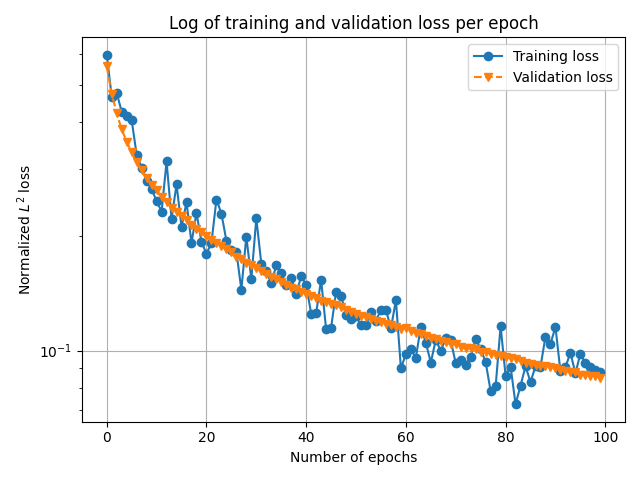 Log of training and validation loss per epoch
Training loss
Validation loss
Normalized L² loss
10⁻¹
0 20 40 60 80 100
Number of epochs